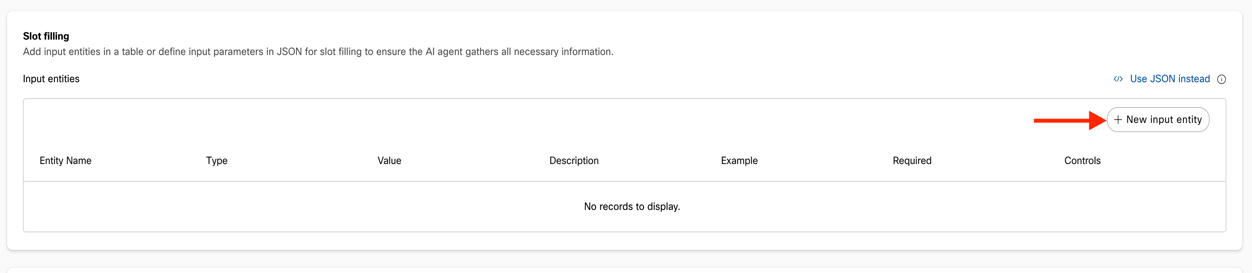 Slot filling
Add input entities in a table or define input parameters in JSON for slot filling to ensure the AI agent gathers all necessary information.
Input entities
</> Use JSON instead
+ New input entity
Entity Name Type Value Description Example Required Controls
No records to display.